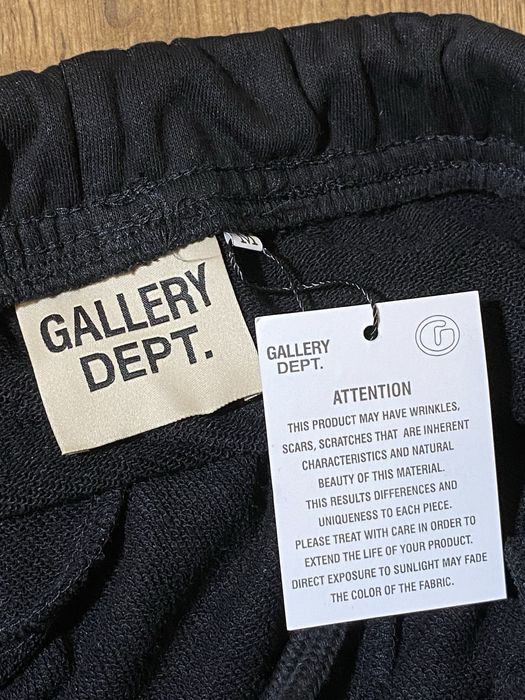 GALLERY
DEPT.
M
GALLERY
DEPT.
G
ATTENTION
THIS PRODUCT MAY HAVE WRINKLES,
SCARS, SCRATCHES THAT ARE INHERENT
CHARACTERISTICS AND NATURAL
BEAUTY OF THIS MATERIAL.
THIS RESULTS DIFFERENCES AND
UNIQUENESS TO EACH PIECE.
PLEASE TREAT WITH CARE IN ORDER TO
EXTEND THE LIFE OF YOUR PRODUCT.
DIRECT EXPOSURE TO SUNLIGHT MAY FADE
THE COLOR OF THE FABRIC.